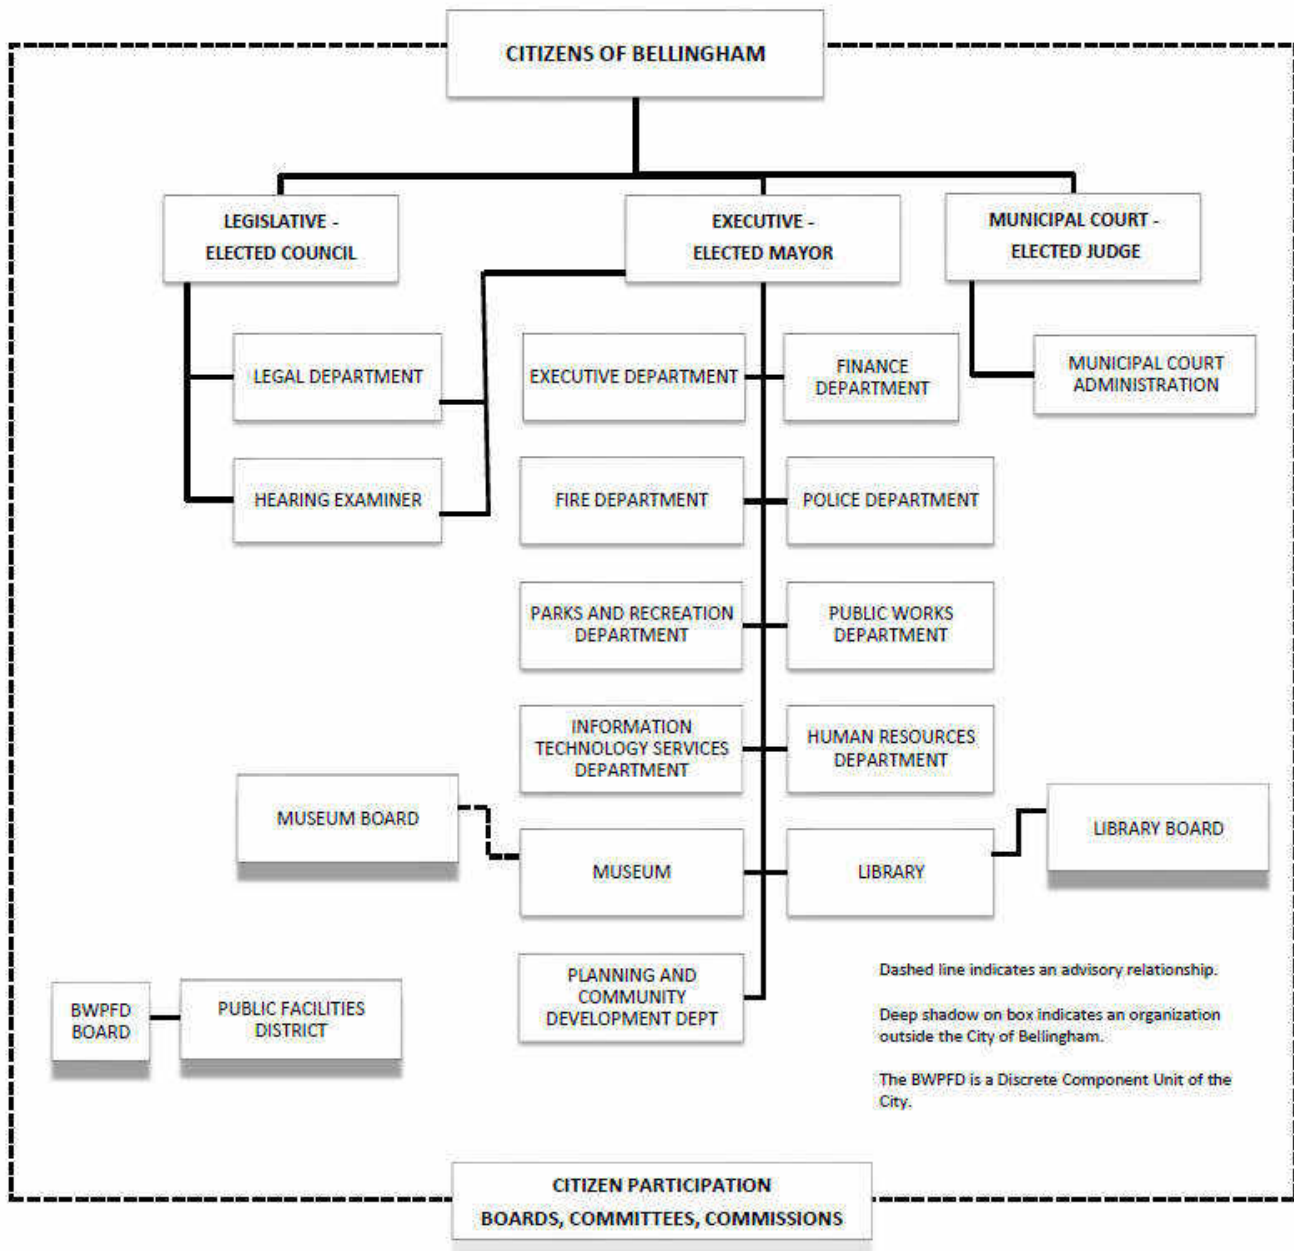 CITIZENS OF BELLINGHAM
LEGISLATIVE -
ELECTED COUNCIL
EXECUTIVE -
ELECTED MAYOR
MUNICIPAL COURT -
ELECTED JUDGE
LEGAL DEPARTMENT
EXECUTIVE DEPARTMENT
FINANCE
DEPARTMENT
MUNICIPAL COURT
ADMINISTRATION
HEARING EXAMINER
FIRE DEPARTMENT
POLICE DEPARTMENT
PARKS AND RECREATION
DEPARTMENT
PUBLIC WORKS
DEPARTMENT
INFORMATION
TECHNOLOGY SERVICES
DEPARTMENT
HUMAN RESOURCES
DEPARTMENT
MUSEUM BOARD
MUSEUM
LIBRARY
LIBRARY BOARD
BWPFD
BOARD
PUBLIC FACILITIES
DISTRICT
PLANNING AND
COMMUNITY
DEVELOPMENT DEPT
Dashed line indicates an advisory relationship.
Deep shadow on box indicates an organization
outside the City of Bellingham.
The BWPFD is a Discrete Component Unit of the
City.
CITIZEN PARTICIPATION
BOARDS, COMMITTEES, COMMISSIONS